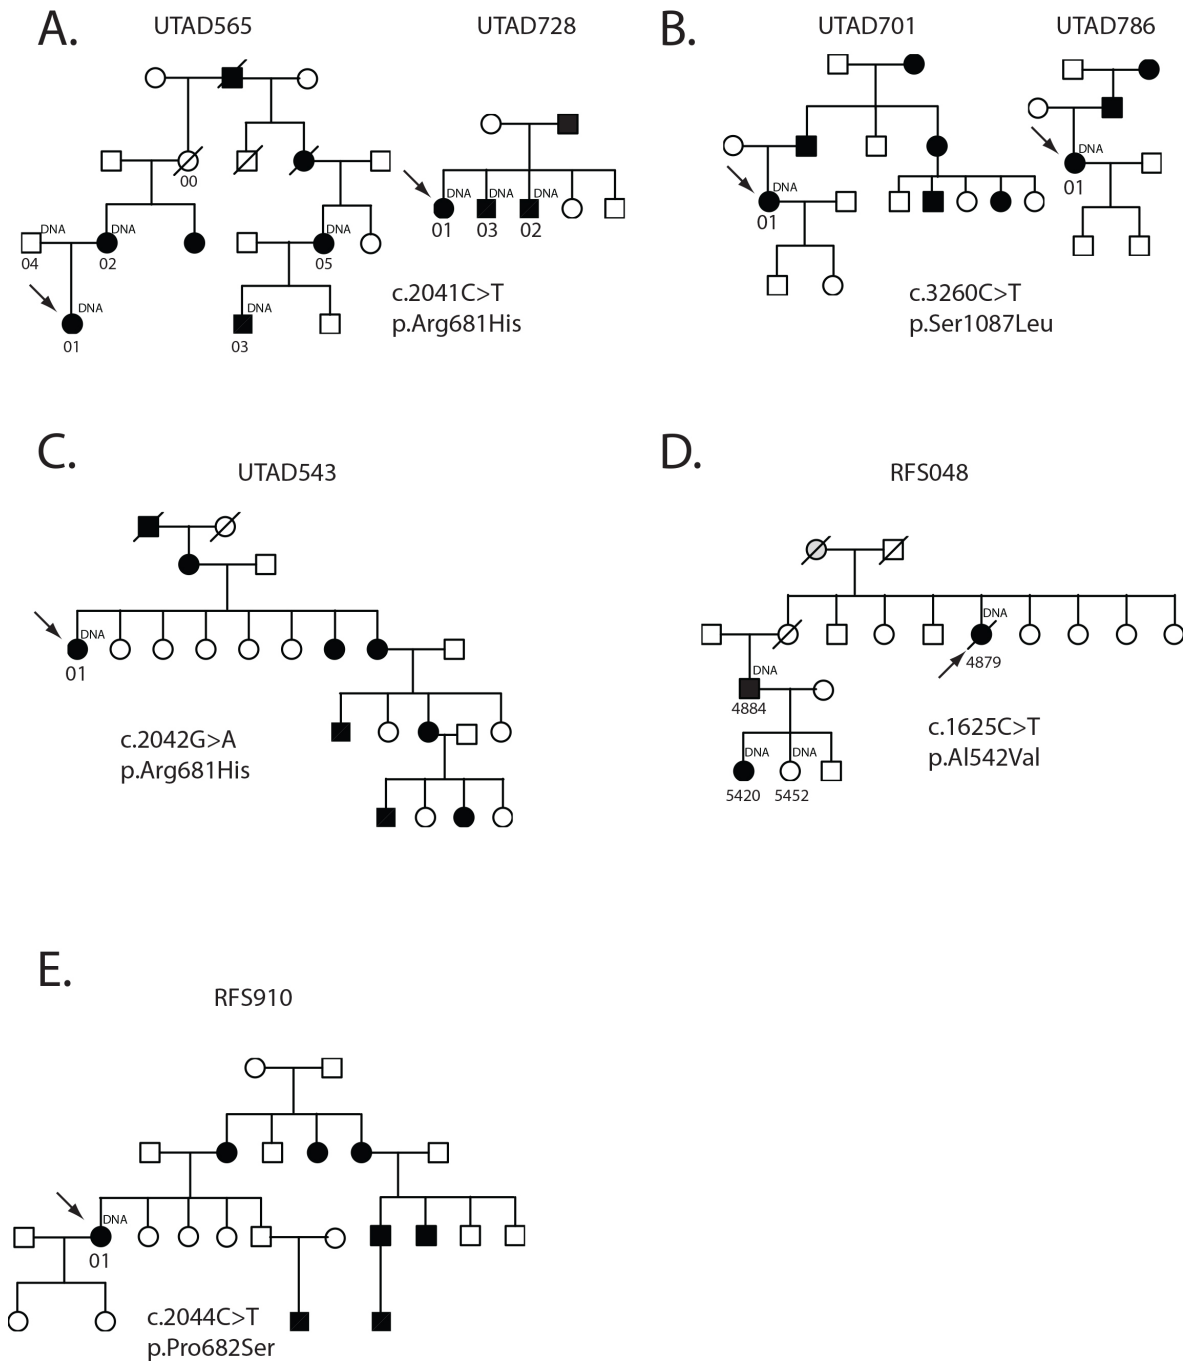 A.
UTAD565
UTAD728
00
DNA
DNA
DNA
04
02
05
DNA
DNA
01
03
DNA
DNA
DNA
01
03
02
c.2041C>T
p.Arg681His
B.
UTAD701
UTAD786
DNA
01
DNA
01
c.3260C>T
p.Ser1087Leu
C.
UTAD543
DNA
01
c.2042G>A
p.Arg681His
D.
RFS048
DNA
4879
DNA
4884
DNA
DNA
5420
5452
c.1625C>T
p.Al542Val
E.
RFS910
DNA
01
c.2044C>T
p.Pro682Ser